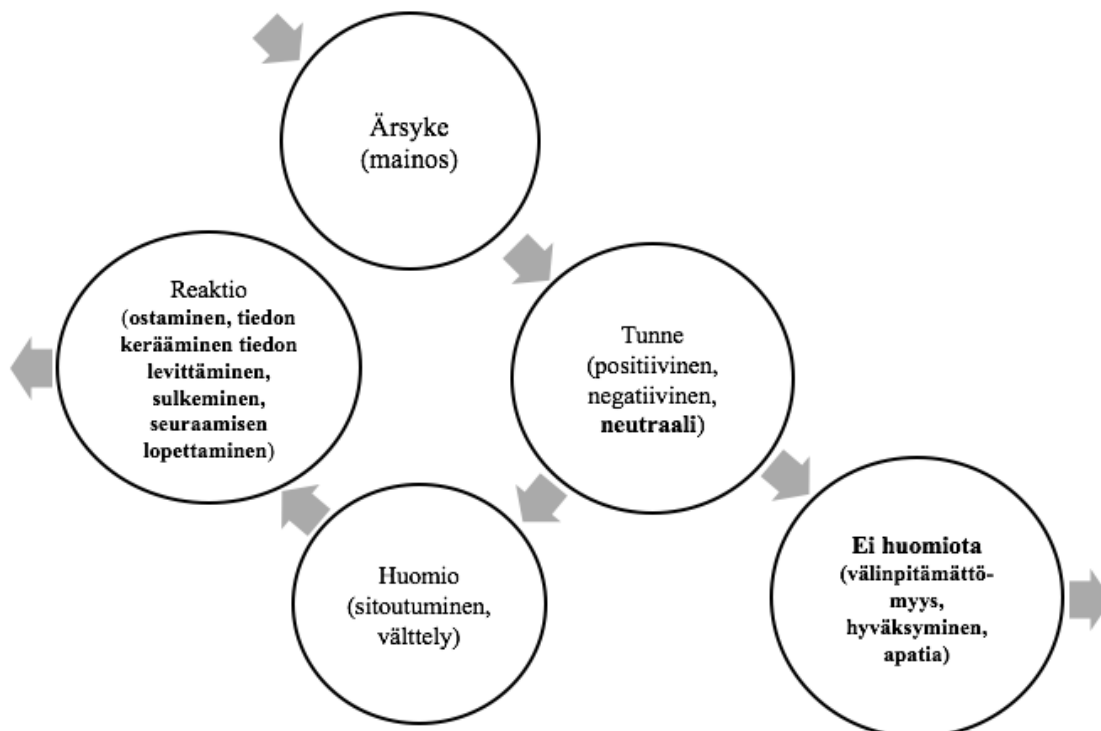 Ärsyke
(mainos)
Tunne
(positiivinen,
negatiivinen,
neutraali)
Ei huomiota
(välinpitämättö-
myys,
hyväksyminen,
apatia)
Huomio
(sitoutuminen,
välttely)
Reaktio
(ostaminen, tiedon
kerääminen tiedon
levittäminen,
sulkeminen,
seuraamisen
lopettaminen)